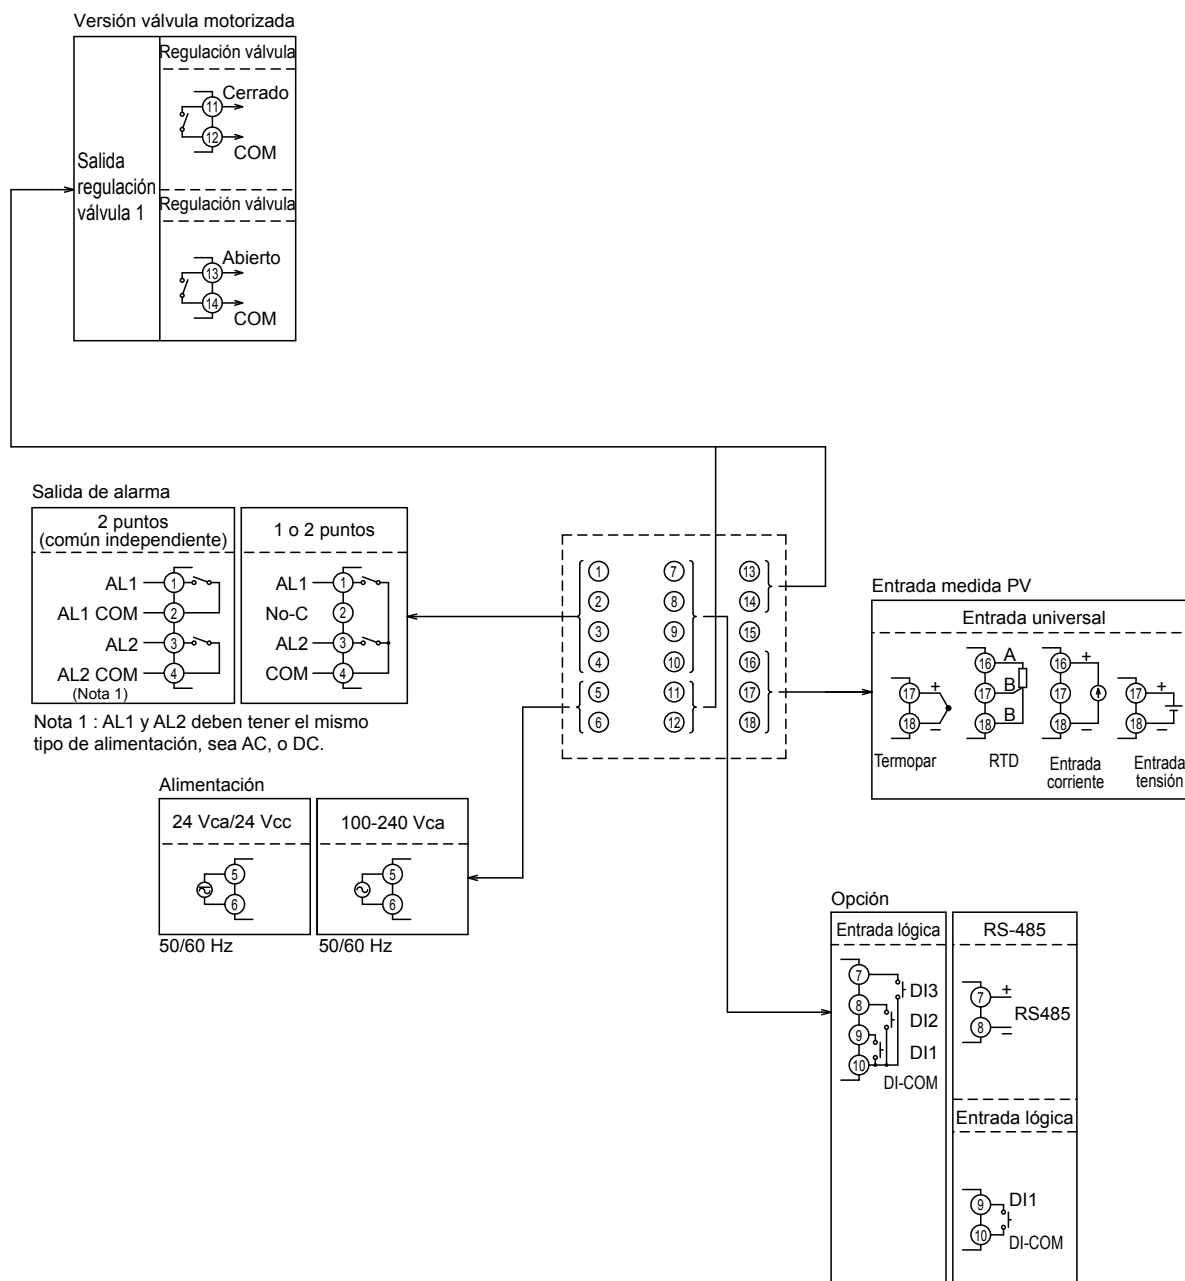 Versión válvula motorizada
Regulación válvula
11
Cerrado
12
COM
Salida
regulación
válvula 1
Regulación válvula
13
Abierto
14
COM
Salida de alarma
2 puntos
(común independiente)
AL1
1
AL1 COM
2
AL2
3
AL2 COM
4
(Nota 1)
1 o 2 puntos
AL1
1
No-C
2
AL2
3
COM
4
Nota 1 : AL1 y AL2 deben tener el mismo
tipo de alimentación, sea AC, o DC.
1 7 13
2 8 14
3 9 15
4 10 16
5 11 17
6 12 18
Entrada medida PV
Entrada universal
17 +
18 –
Termopar
16 A
17 B
18 B
RTD
16 +
17
18 –
Entrada
corriente
17 +
18 –
Entrada
tensión
Alimentación
24 Vca/24 Vcc
5
6
50/60 Hz
100-240 Vca
5
6
50/60 Hz
Opción
Entrada lógica
7
DI3
8
DI2
9
DI1
10
DI-COM
RS-485
7 +
RS485
8 –
Entrada lógica
9
DI1
10
DI-COM